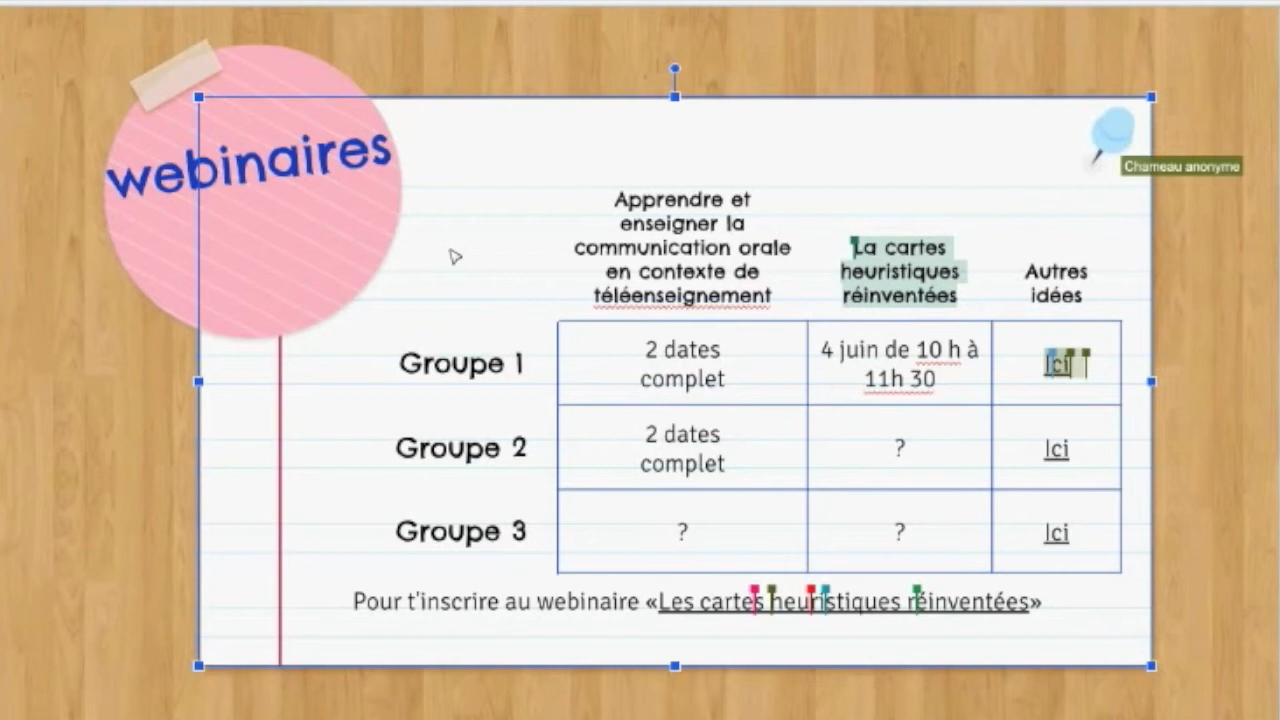 webinaires
Chameau anonyme
Apprendre et
enseigner la
communication orale
en contexte de
téléenseignement
La cartes
heuristiques
réinventées
Autres
idées
Groupe 1
2 dates
complet
4 juin de 10 h à
11h 30
Ici
Groupe 2
2 dates
complet
?
Ici
Groupe 3
?
?
Ici
Pour t'inscrire au webinaire «Les cartes heuristiques réinventées»